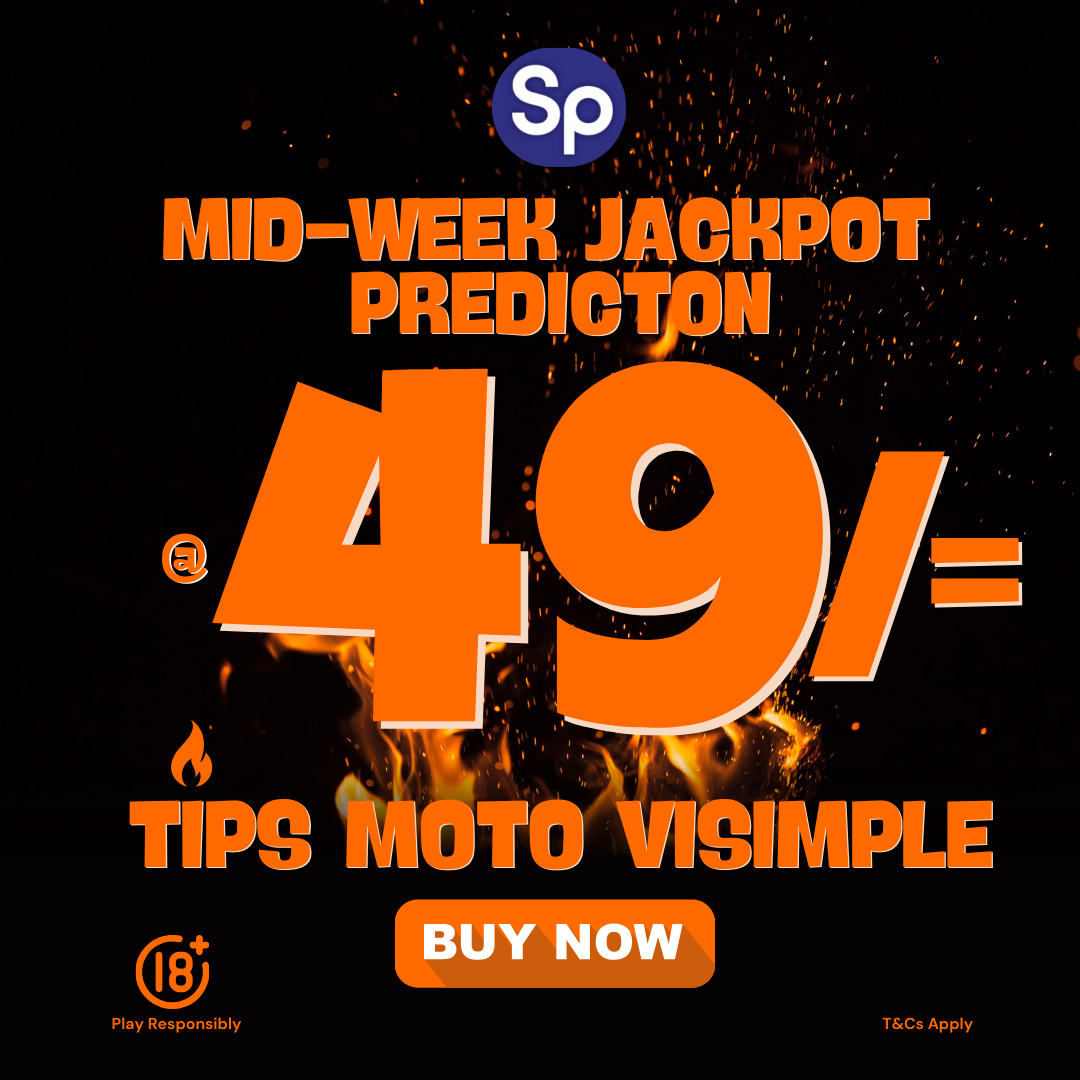 Sp
MID-WEEK JACKPOT
PREDICTON
@ 49/=
TIPS MOTO VISIMPLE
BUY NOW
18+
Play Responsibly
T&Cs Apply